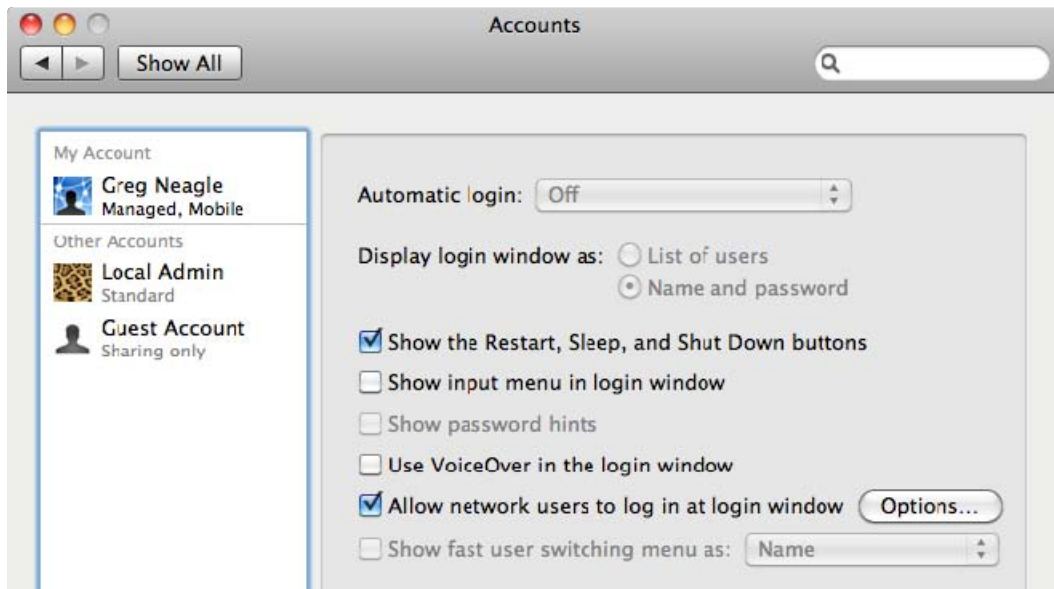 Accounts
Show All
My Account
Greg Neagle
Managed, Mobile
Other Accounts
Local Admin
Standard
Guest Account
Sharing only
Automatic login: Off
Display login window as: List of users
Name and password
Show the Restart, Sleep, and Shut Down buttons
Show input menu in login window
Show password hints
Use VoiceOver in the login window
Allow network users to log in at login window Options...
Show fast user switching menu as: Name